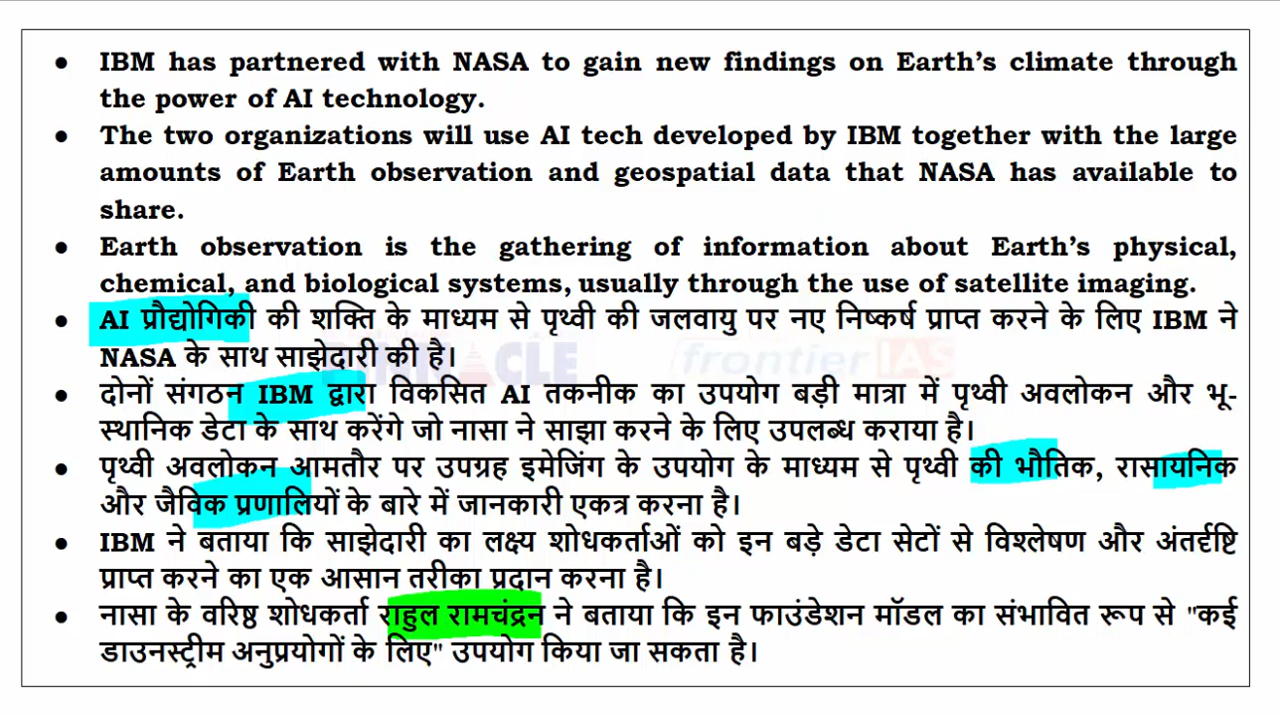 • IBM has partnered with NASA to gain new findings on Earth's climate through
the power of AI technology.
• The two organizations will use AI tech developed by IBM together with the large
amounts of Earth observation and geospatial data that NASA has available to
share.
• Earth observation is the gathering of information about Earth's physical,
chemical, and biological systems, usually through the use of satellite imaging.
• AI प्रौद्योगिकी की शक्ति के माध्यम से पृथ्वी की जलवायु पर नए निष्कर्ष प्राप्त करने के लिए IBM ने
NASA के साथ साझेदारी की है।
PINNACLE frontier IAS
• दोनों संगठन IBM द्वारा विकसित AI तकनीक का उपयोग बड़ी मात्रा में पृथ्वी अवलोकन और भू-
स्थानिक डेटा के साथ करेंगे जो नासा ने साझा करने के लिए उपलब्ध कराया है।
• पृथ्वी अवलोकन आमतौर पर उपग्रह इमेजिंग के उपयोग के माध्यम से पृथ्वी की भौतिक, रासायनिक
और जैविक प्रणालियों के बारे में जानकारी एकत्र करना है।
• IBM ने बताया कि साझेदारी का लक्ष्य शोधकर्ताओं को इन बड़े डेटा सेटों से विश्लेषण और अंतर्दृष्टि
प्राप्त करने का एक आसान तरीका प्रदान करना है।
• नासा के वरिष्ठ शोधकर्ता राहुल रामचंद्रन ने बताया कि इन फाउंडेशन मॉडल का संभावित रूप से "कई
डाउनस्ट्रीम अनुप्रयोगों के लिए" उपयोग किया जा सकता है।